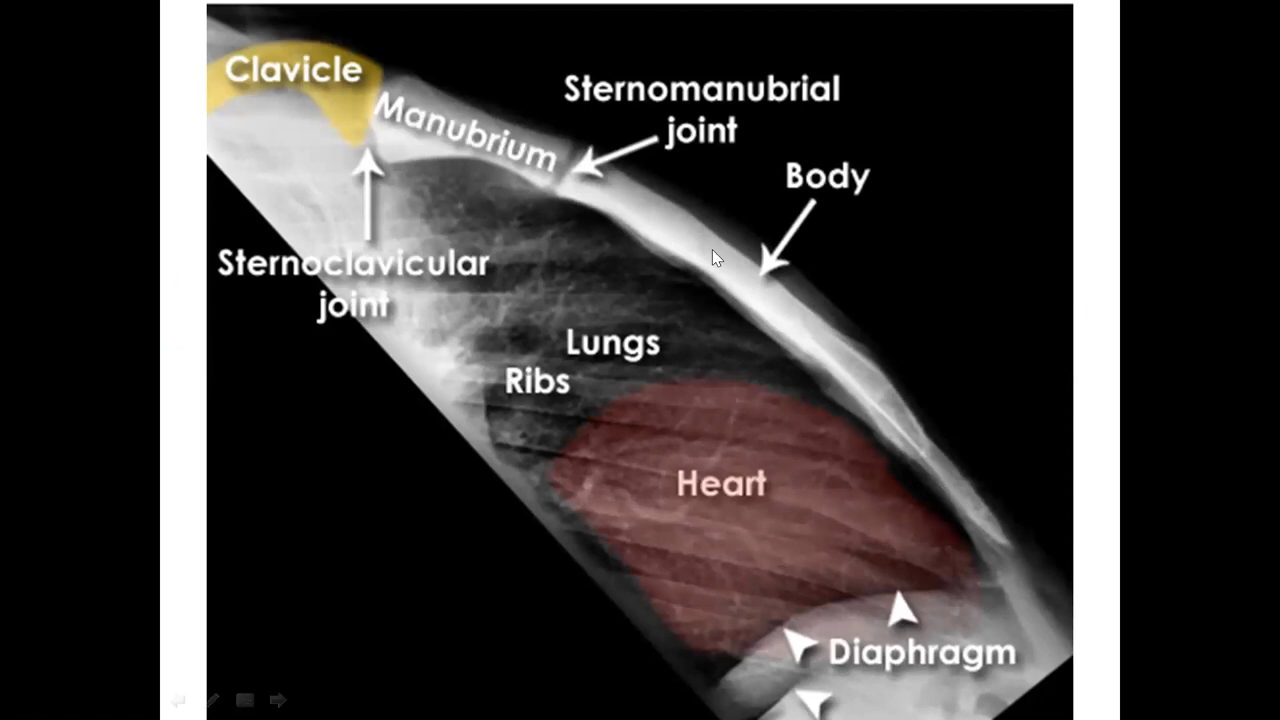 Clavicle
Manubrium
Sternomanubrial
joint
Body
Sternoclavicular
joint
Lungs
Ribs
Heart
Diaphragm